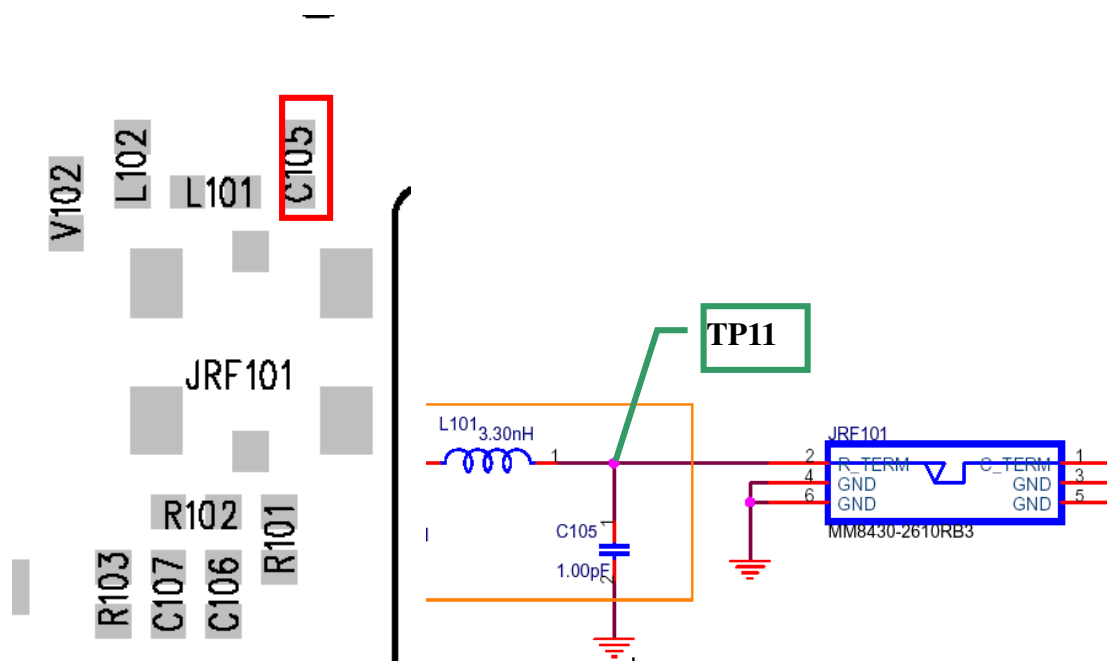 C105
L102
L101
V102
JRF101
R102
R101
R103
C107
C106
TP11
L101
3.30nH
1
JRF101
2
R_TERM
C_TERM
1
4
GND
GND
3
6
GND
GND
5
MM8430-2610RB3
C105
1
1.00pF
2